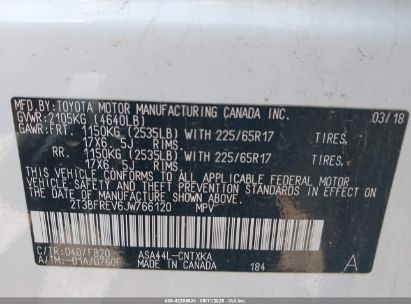 MFD. BY: TOYOTA MOTOR MANUFACTURING CANADA INC.
GVWR: 2105KG (4640LB) 03/18
GAWR: FRT. 1150KG (2535LB) WITH 225/65R17 TIRES.
17X6.5J RIMS.
RR. 1150KG (2535LB) WITH 225/65R17 TIRES.
17X6.5J RIMS.
THIS VEHICLE CONFORMS TO ALL APPLICABLE FEDERAL MOTOR
VEHICLE SAFETY STANDARDS IN EFFECT ON
THE DATE OF MANUFACTURE SHOWN ABOVE.
2T3BFREV6JW766120 MPV
C/TR: 040/FB20 ASA44L-CNTXKA
A/TM: -01A/U760F MADE IN CANADA 184 A